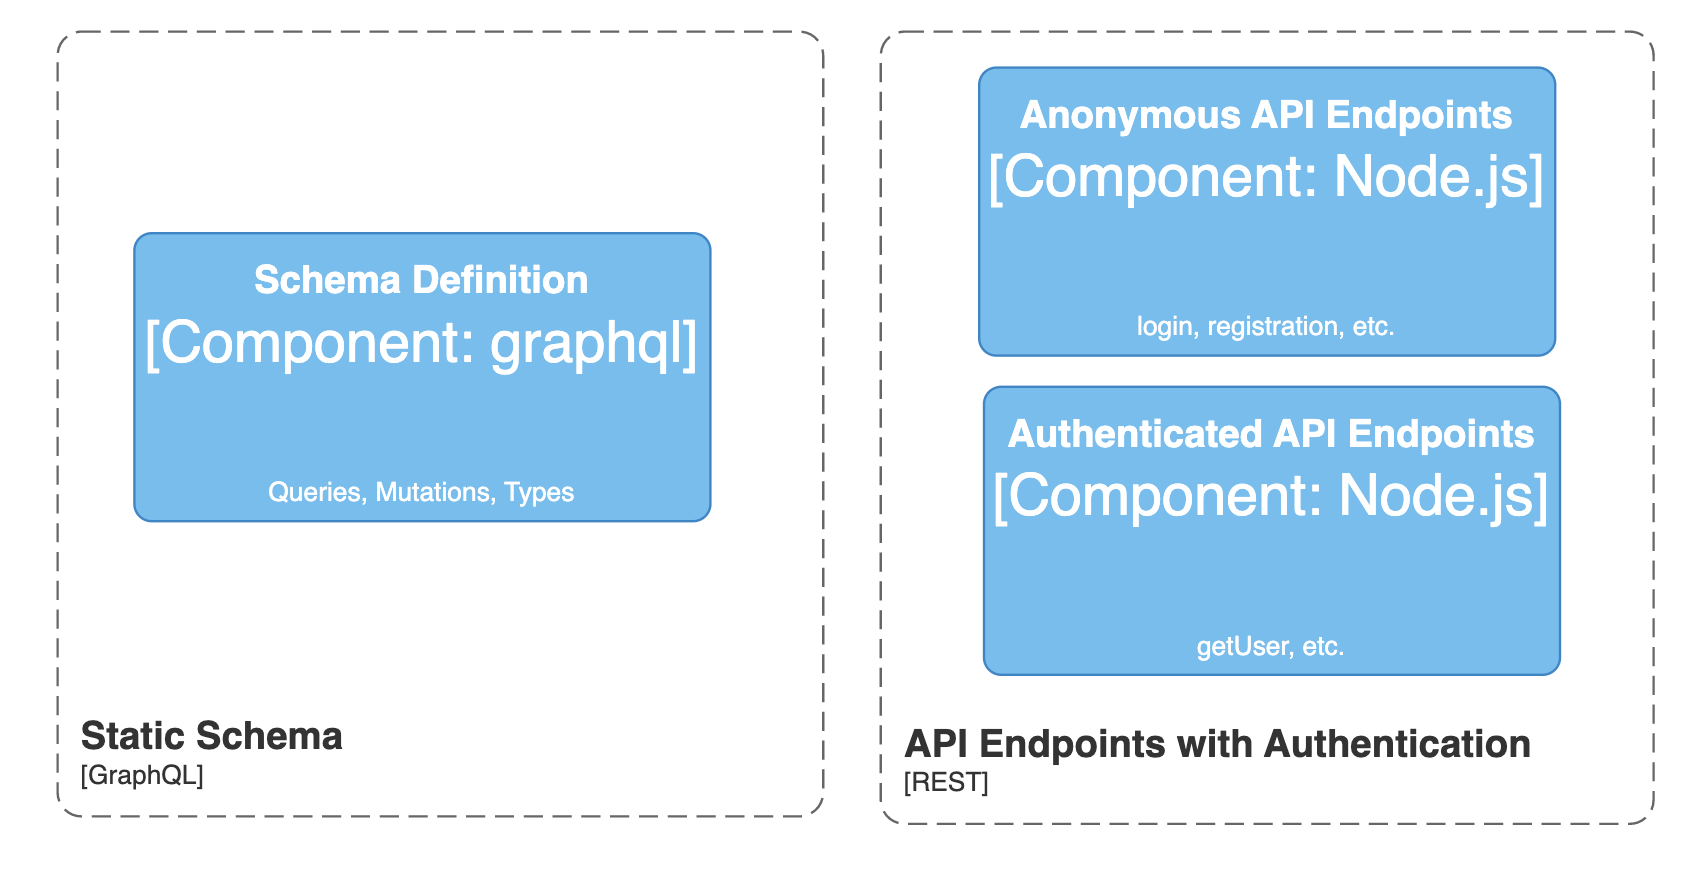 Schema Definition
[Component: graphql]
Queries, Mutations, Types
Static Schema
[GraphQL]
Anonymous API Endpoints
[Component: Node.js]
login, registration, etc.
Authenticated API Endpoints
[Component: Node.js]
getUser, etc.
API Endpoints with Authentication
[REST]